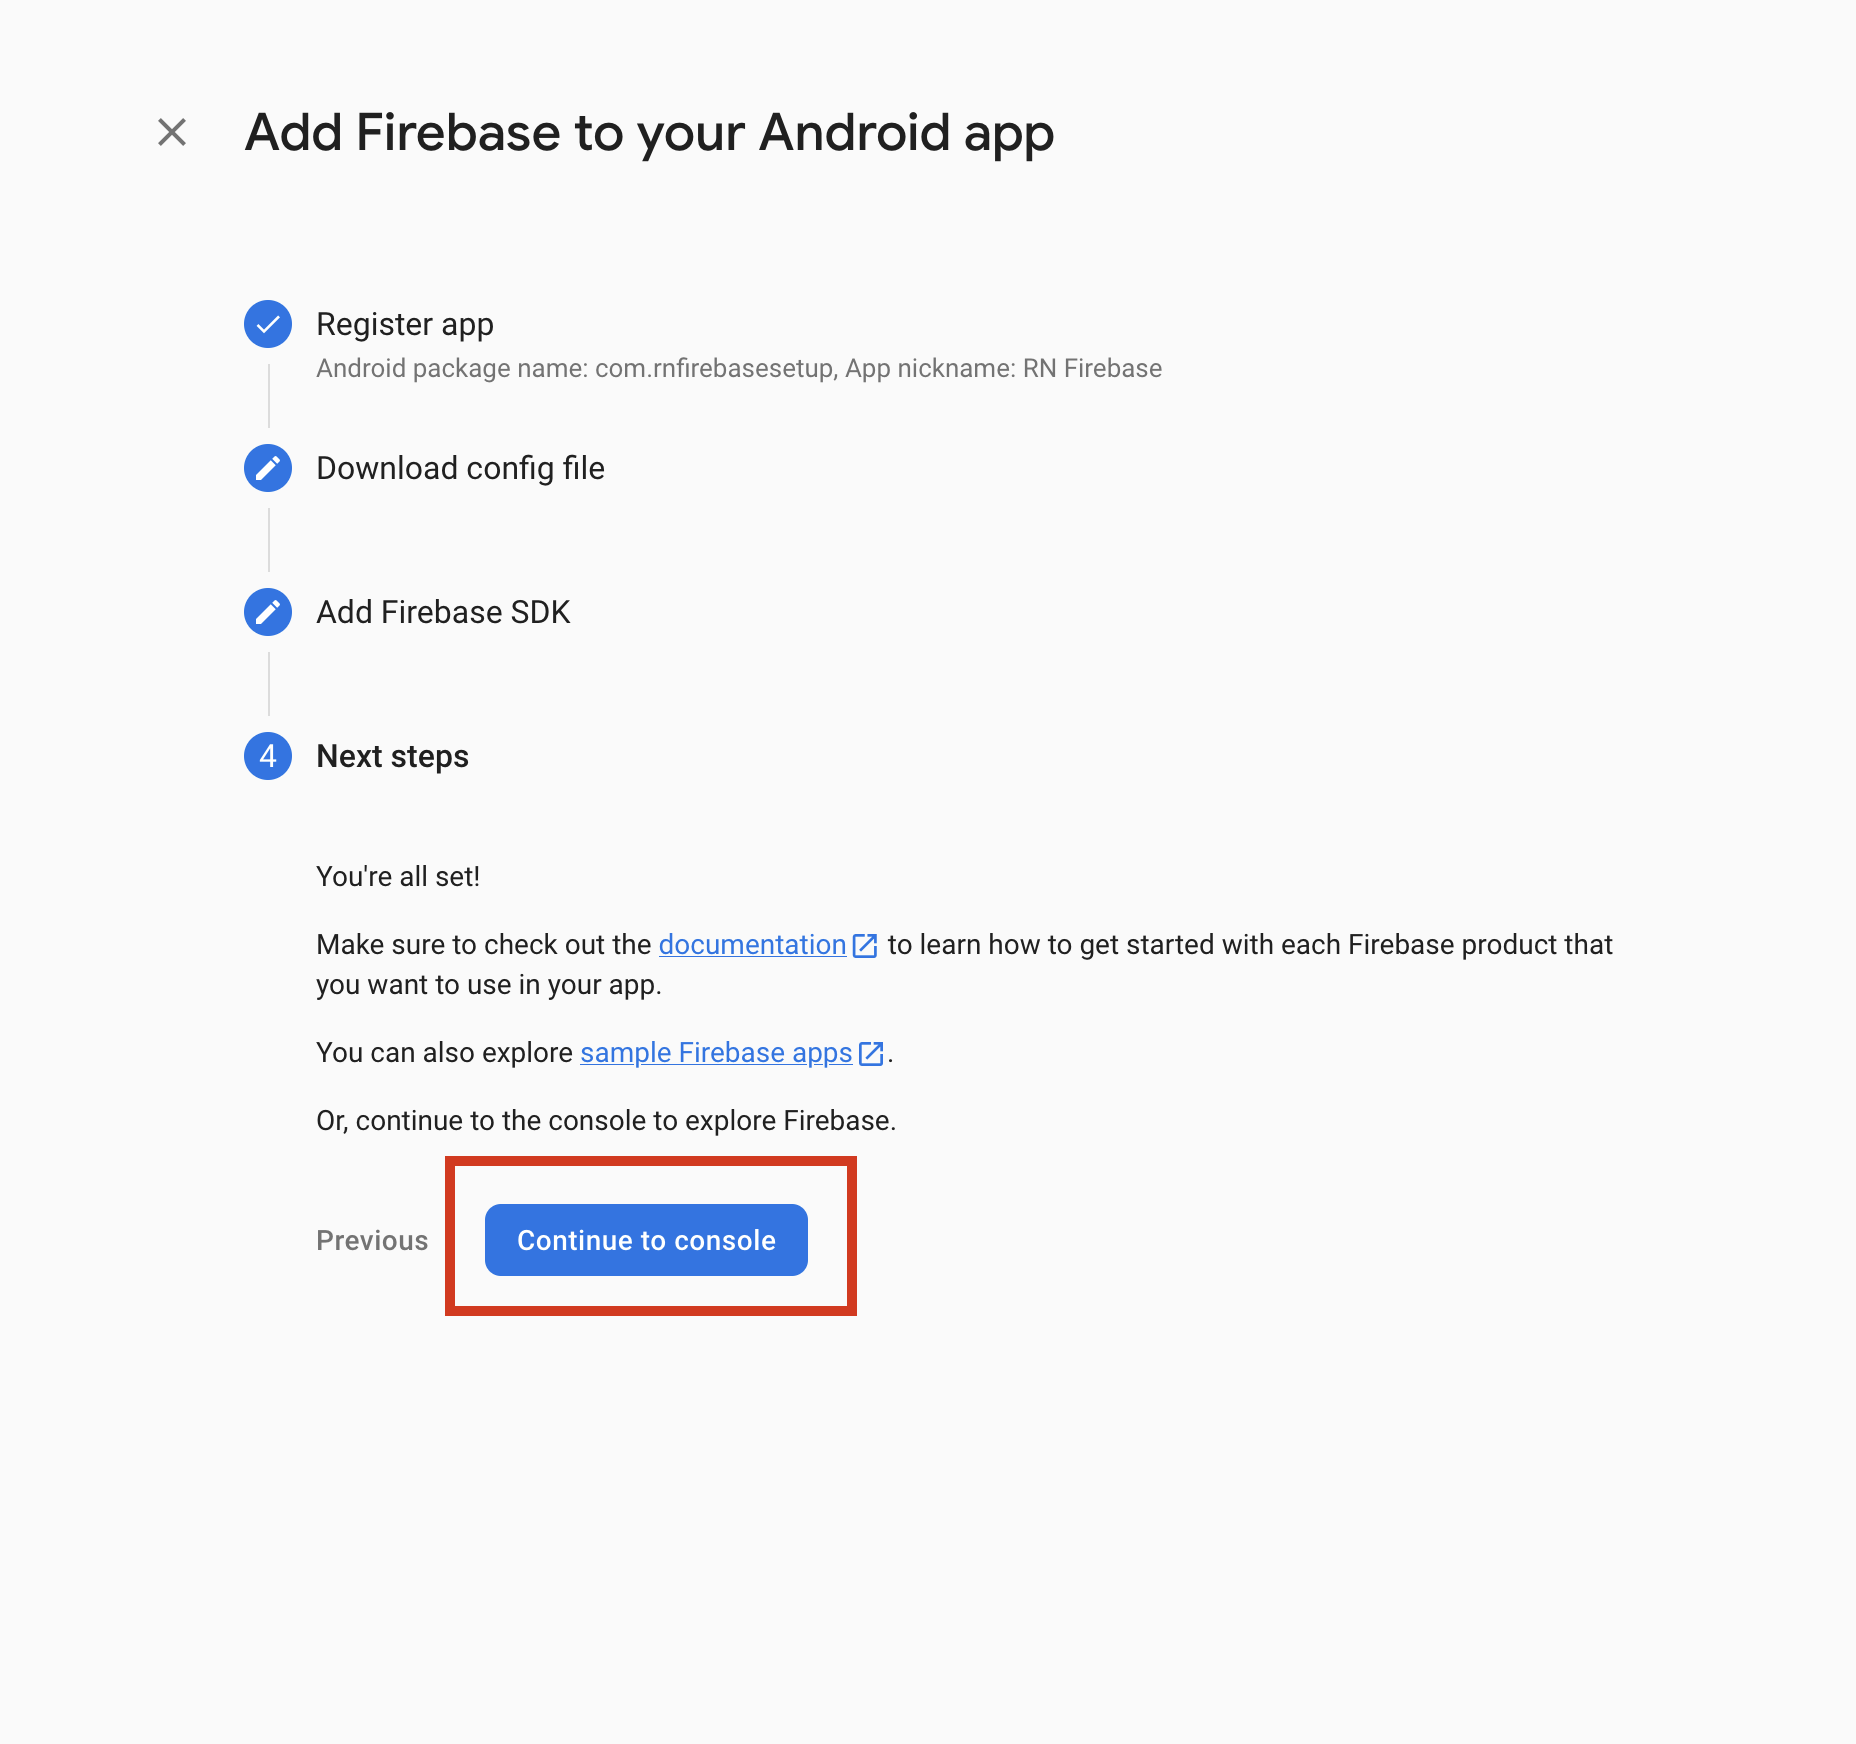 Add Firebase to your Android app
Register app
Android package name: com.rnfirebasesetup, App nickname: RN Firebase
Download config file
Add Firebase SDK
4 Next steps
You're all set!
Make sure to check out the documentation to learn how to get started with each Firebase product that
you want to use in your app.
You can also explore sample Firebase apps.
Or, continue to the console to explore Firebase.
Previous Continue to console